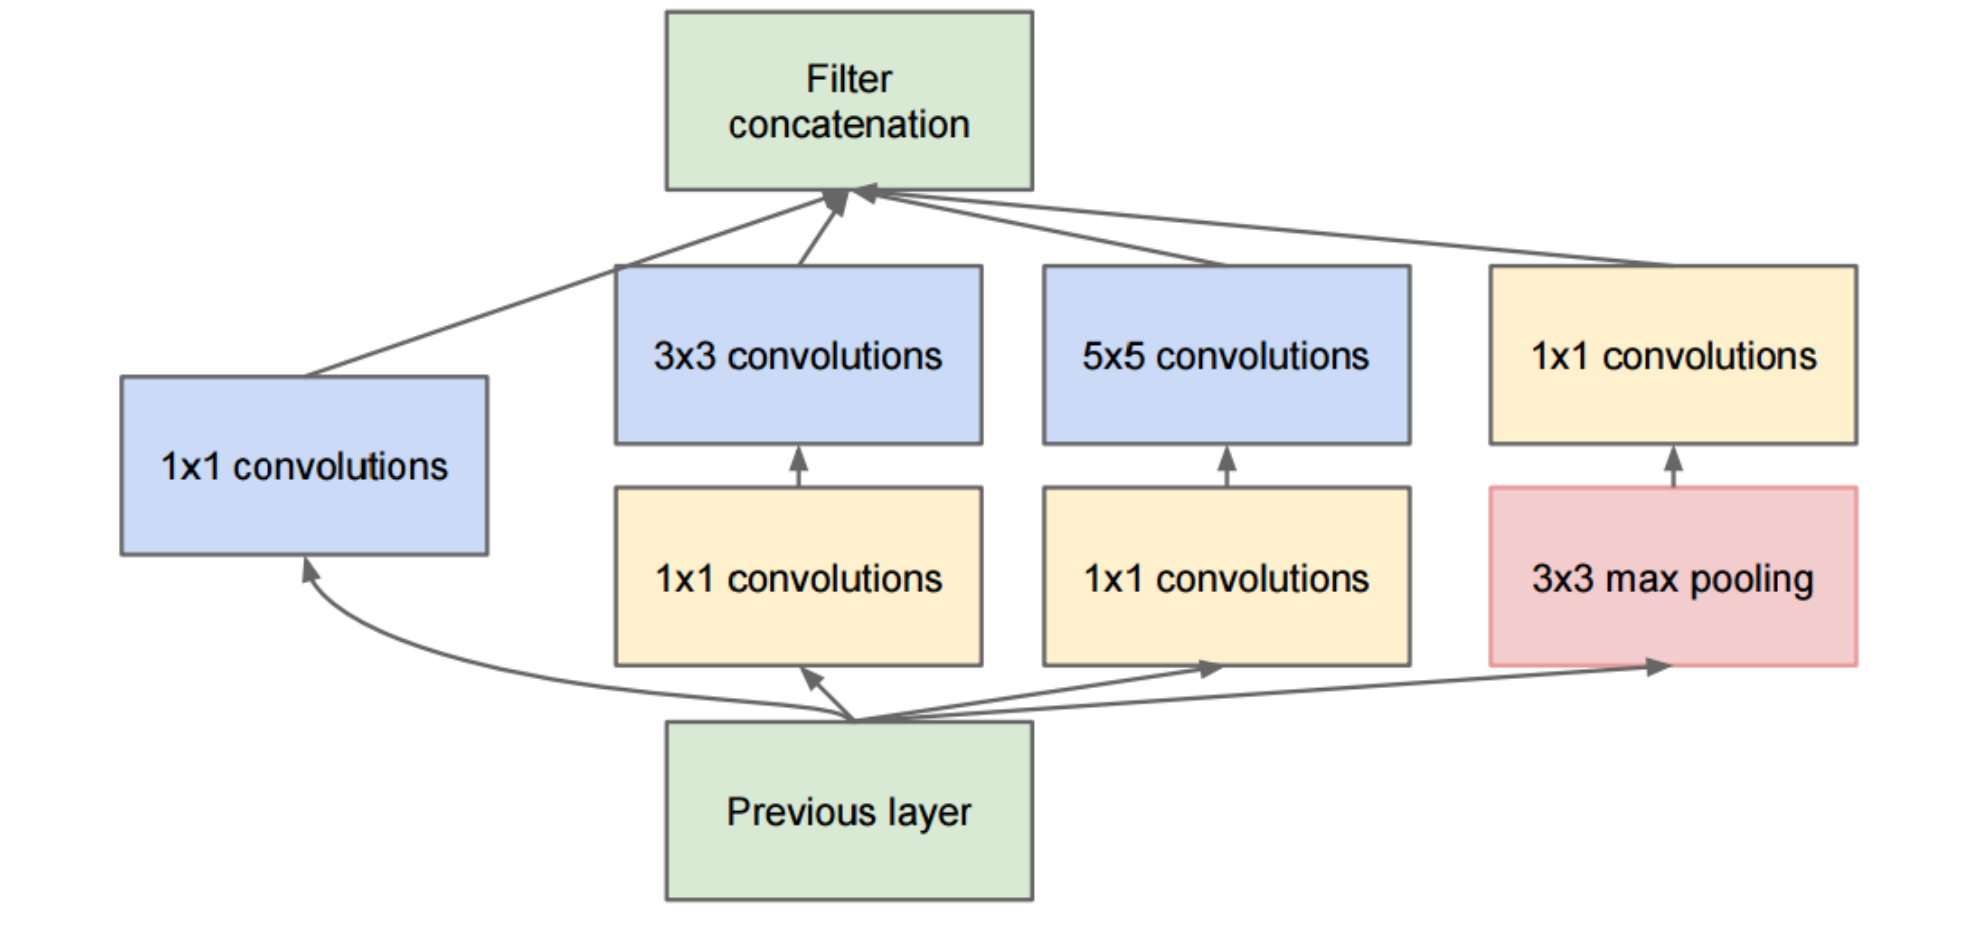 Filter
concatenation
3x3 convolutions
5x5 convolutions
1x1 convolutions
1x1 convolutions
1x1 convolutions
1x1 convolutions
3x3 max pooling
Previous layer